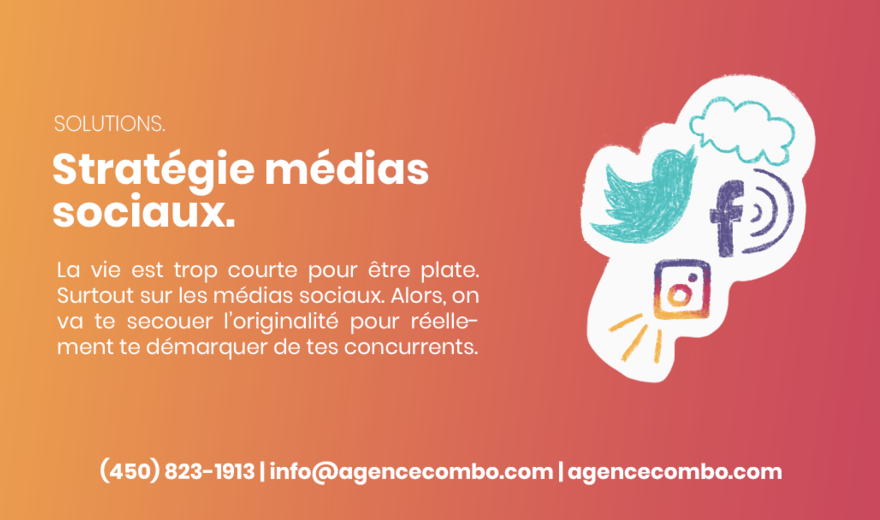 SOLUTIONS.
Stratégie médias
sociaux.
La vie est trop courte pour être plate.
Surtout sur les médias sociaux. Alors, on
va te secouer l’originalité pour réelle-
ment te démarquer de tes concurrents.
(450) 823-1913 | info@agencecombo.com | agencecombo.com